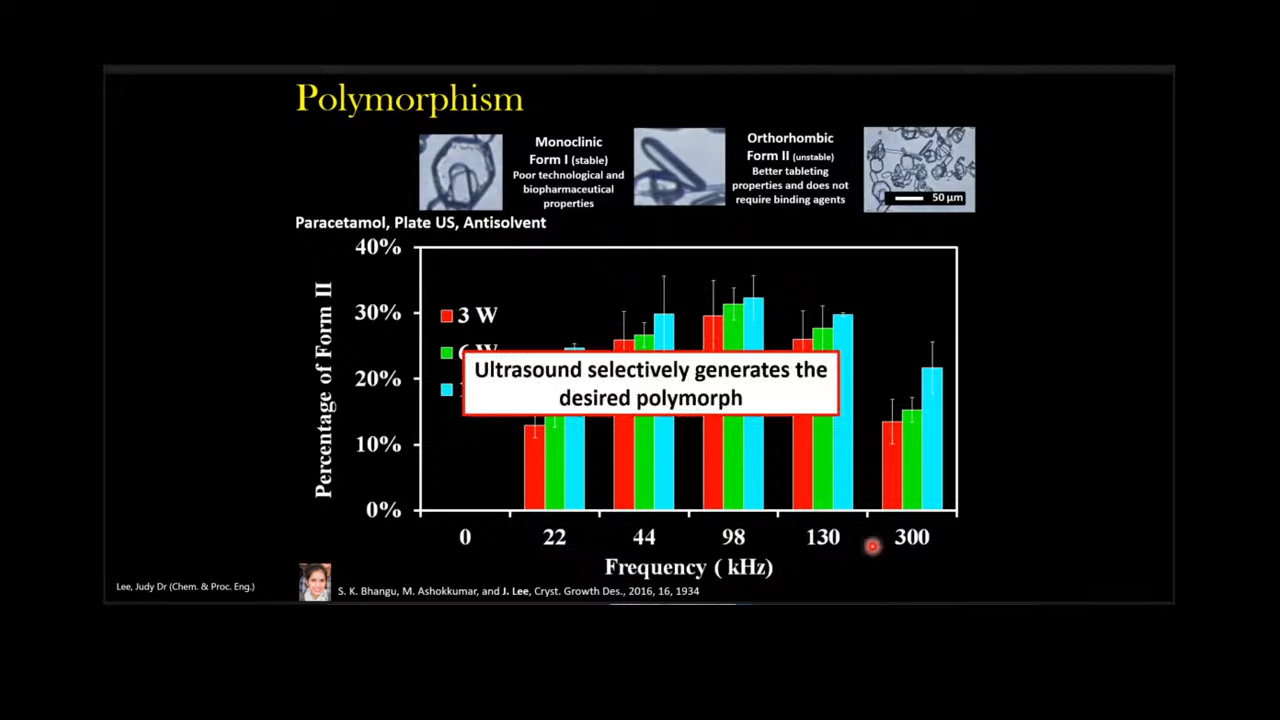 Polymorphism
Monoclinic
Form I (stable)
Poor technological and
biopharmaceutical
properties
Orthorhombic
Form II (unstable)
Better tableting
properties and does not
require binding agents
50 µm
Paracetamol, Plate US, Antisolvent
Percentage of Form II
40%
30%
20%
10%
0%
3 W
Ultrasound selectively generates the
desired polymorph
0 22 44 98 130 300
Frequency ( kHz)
Lee, Judy Dr (Chem. & Proc. Eng.)
S. K. Bhangu, M. Ashokkumar, and J. Lee, Cryst. Growth Des., 2016, 16, 1934